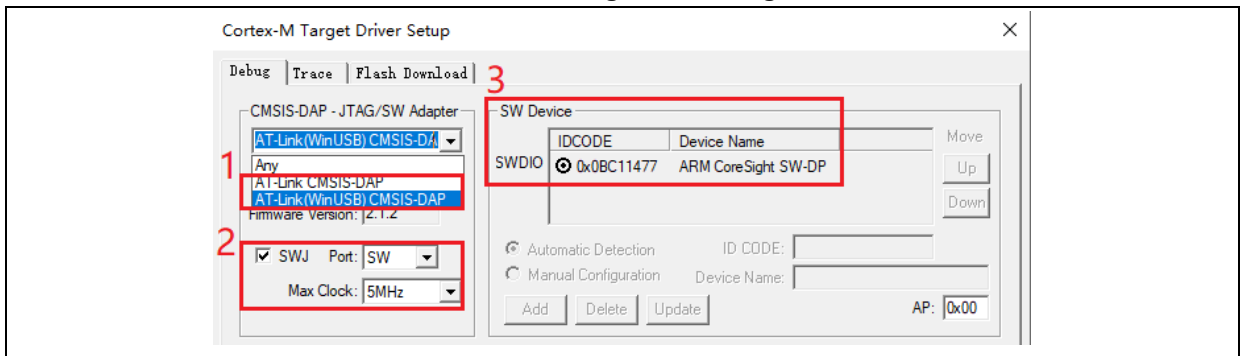 Cortex-M Target Driver Setup
Debug Trace Flash Download
3
CMSIS-DAP - JTAG/SW Adapter
AT-Link(WinUSB) CMSIS-DA
1
Any
AT-Link CMSIS-DAP
AT-Link(WinUSB) CMSIS-DAP
Firmware Version: 2.1.2
2
SWJ Port: SW
Max Clock: 5MHz
SW Device
IDCODE Device Name
SWDIO 0x0BC11477 ARM CoreSight SW-DP
Move
Up
Down
Automatic Detection ID CODE:
Manual Configuration Device Name:
Add Delete Update AP: 0x00